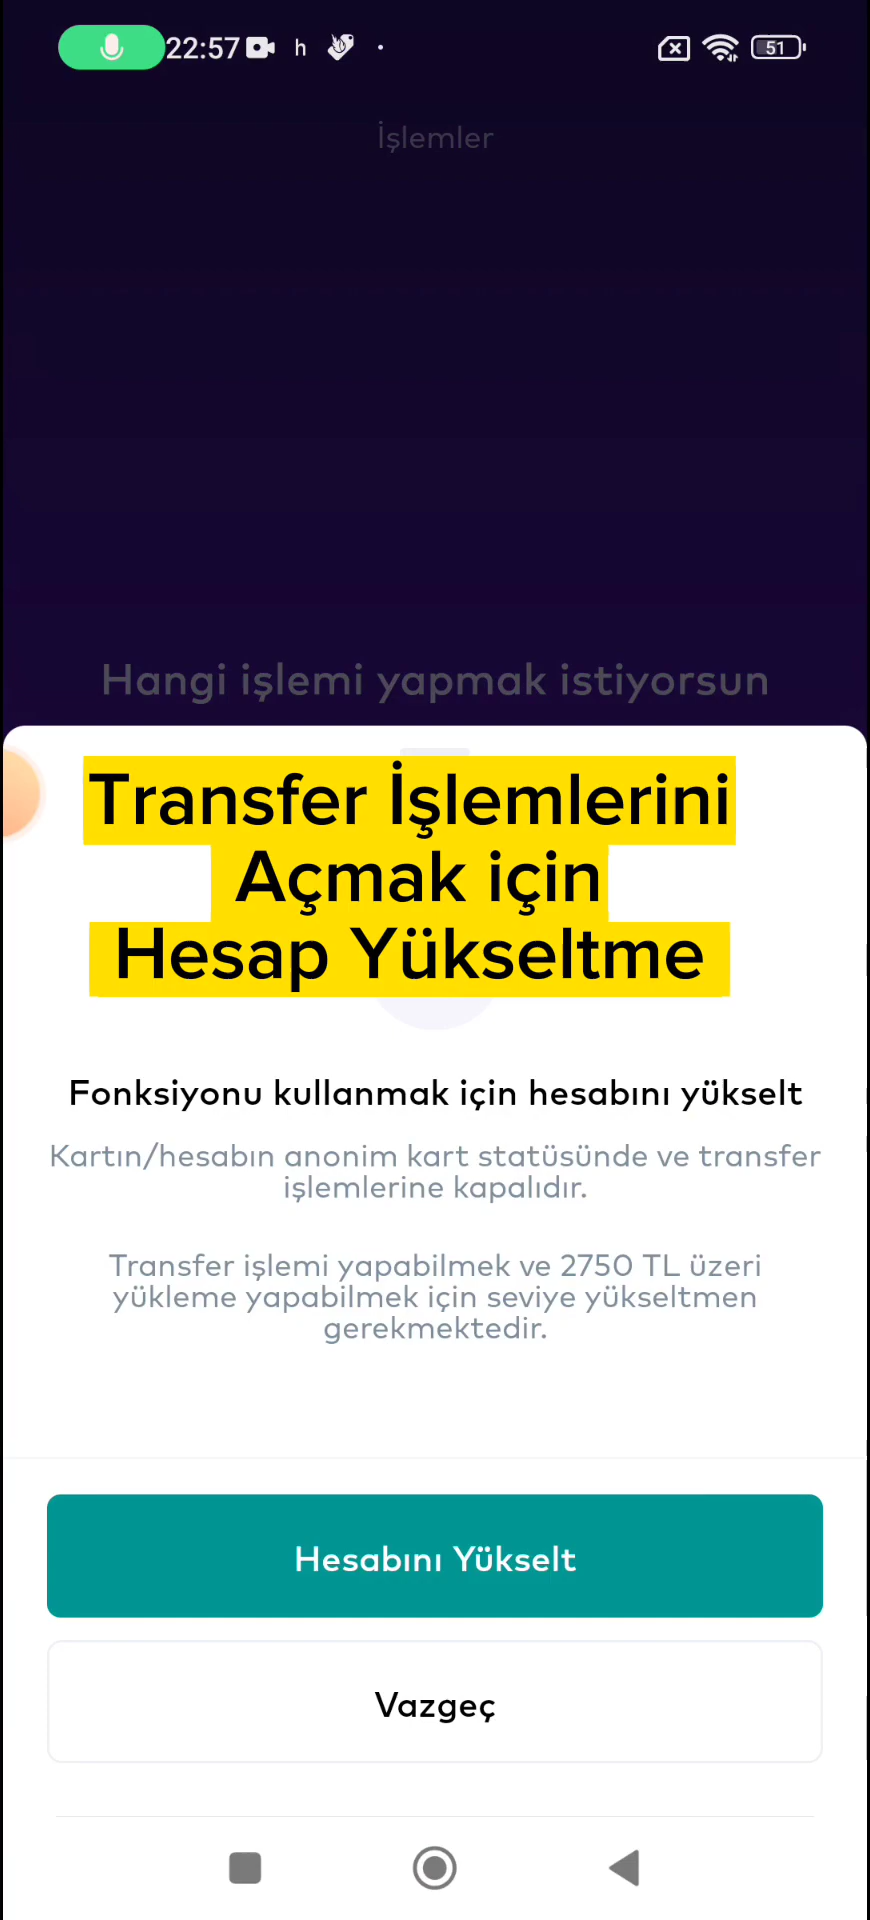 22:57 h
51
İşlemler
Hangi işlemi yapmak istiyorsun
Transfer İşlemlerini
Açmak için
Hesap Yükseltme
Fonksiyonu kullanmak için hesabını yükselt
Kartın/hesabın anonim kart statüsünde ve transfer
işlemlerine kapalıdır.
Transfer işlemi yapabilmek ve 2750 TL üzeri
yükleme yapabilmek için seviye yükseltmen
gerekmektedir.
Hesabını Yükselt
Vazgeç